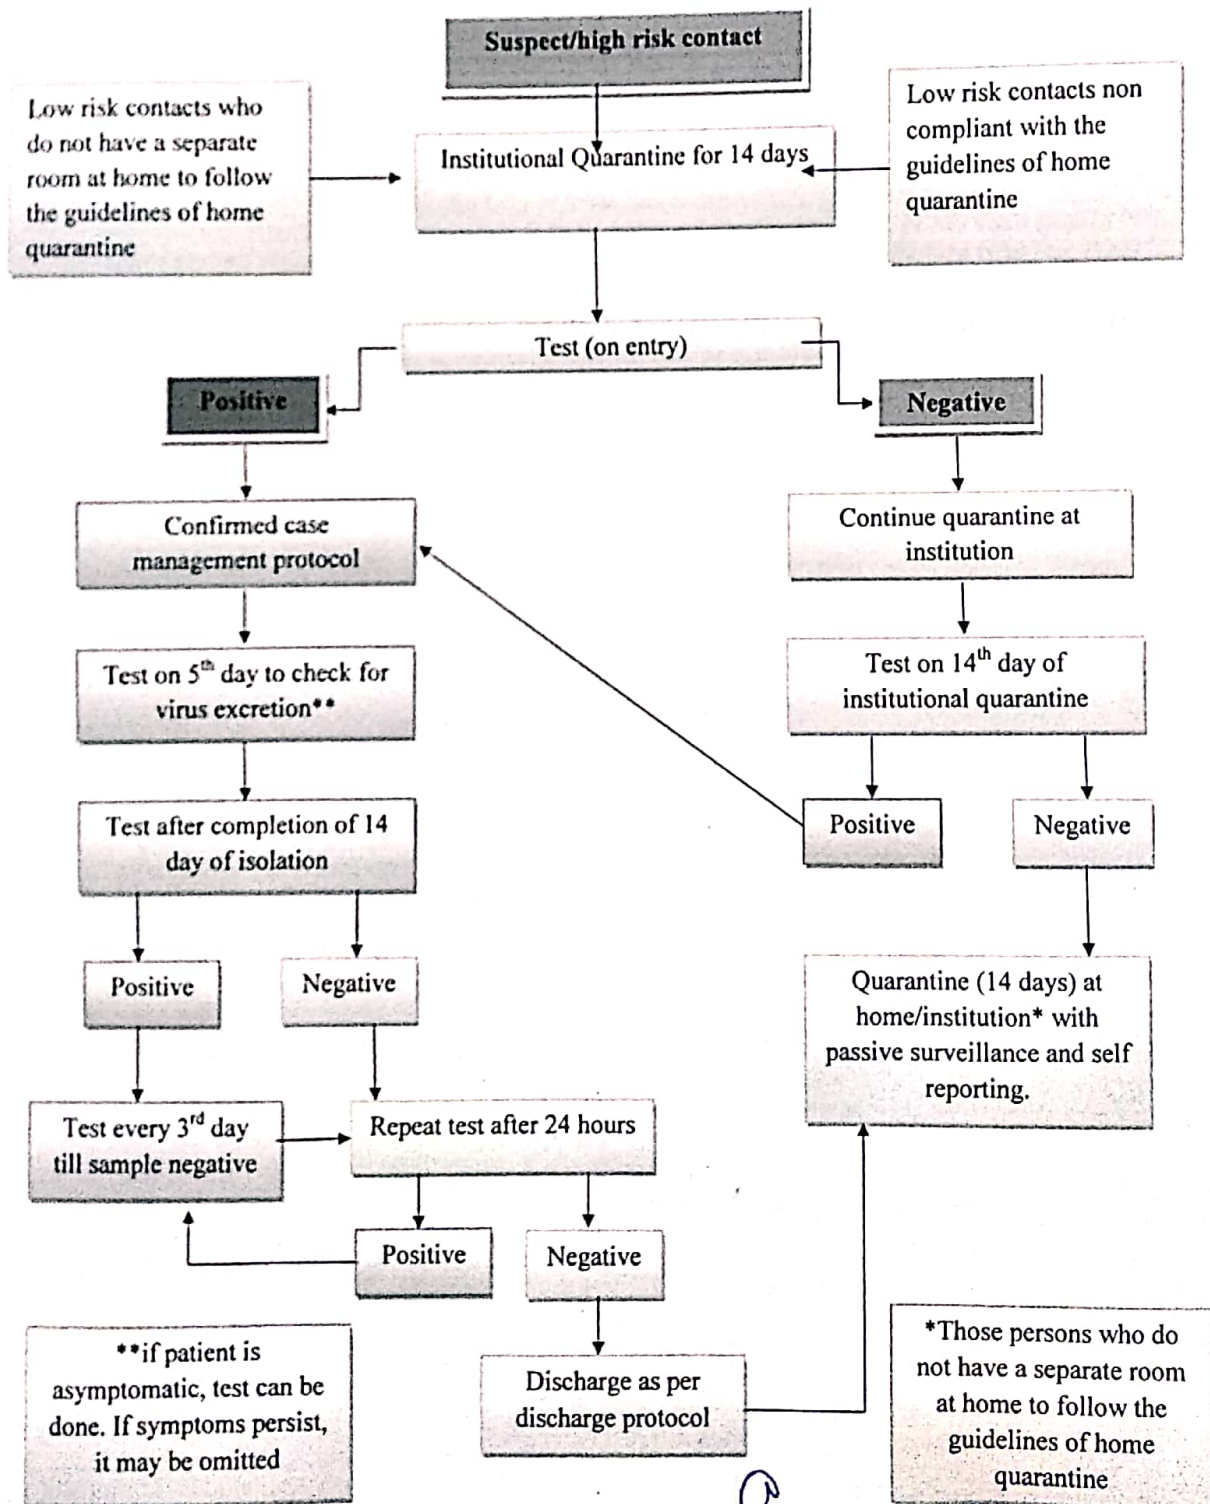 Suspect/high risk contact
Low risk contacts who
do not have a separate
room at home to follow
the guidelines of home
quarantine
Institutional Quarantine for 14 days
Low risk contacts non
compliant with the
guidelines of home
quarantine
Test (on entry)
Positive
Negative
Confirmed case
management protocol
Continue quarantine at
institution
Test on 5th day to check for
virus excretion**
Test on 14th day of
institutional quarantine
Test after completion of 14
day of isolation
Positive
Negative
Positive
Negative
Quarantine (14 days) at
home/institution* with
passive surveillance and self
reporting.
Test every 3rd day
till sample negative
Repeat test after 24 hours
Positive
Negative
**if patient is
asymptomatic, test can be
done. If symptoms persist,
it may be omitted
Discharge as per
discharge protocol
*Those persons who do
not have a separate room
at home to follow the
guidelines of home
quarantine